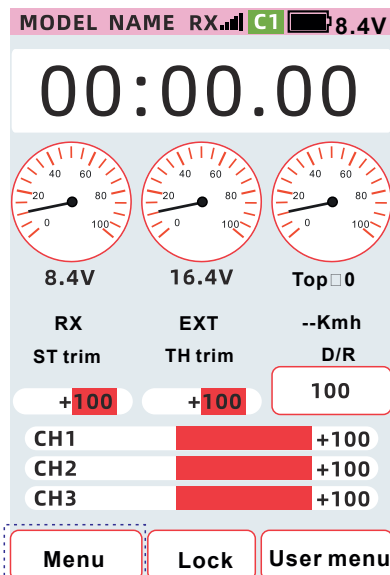 MODEL NAME RX C1 8.4V
00:00.00
0 20 40 60 80 100
0 20 40 60 80 100
0 20 40 60 80 100
8.4V 16.4V Top□0
RX EXT --Kmh
ST trim TH trim D/R
+100 +100 100
CH1 +100
CH2 +100
CH3 +100
Menu Lock User menu